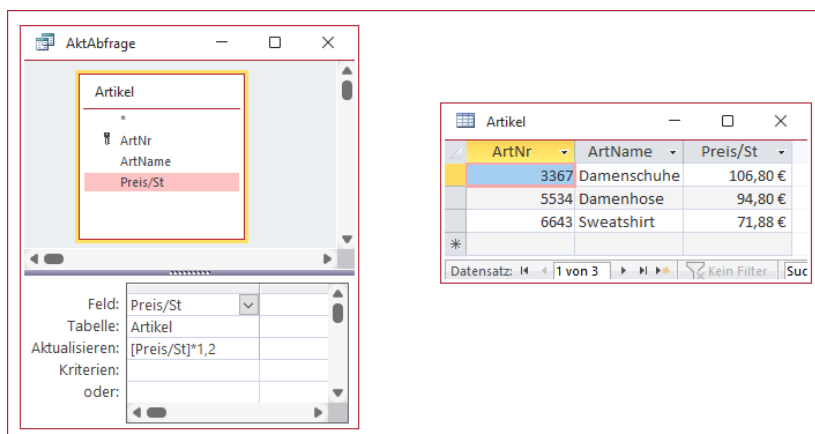 AktAbfrage
Artikel
*
ArtNr
ArtName
Preis/St
Feld: Preis/St
Tabelle: Artikel
Aktualisieren: [Preis/St]*1,2
Kriterien:
oder:
Artikel
ArtNr ArtName Preis/St
3367 Damenschuhe 106,80 €
5534 Damenhose 94,80 €
6643 Sweatshirt 71,88 €
*
Datensatz: 1 von 3 Kein Filter Suc